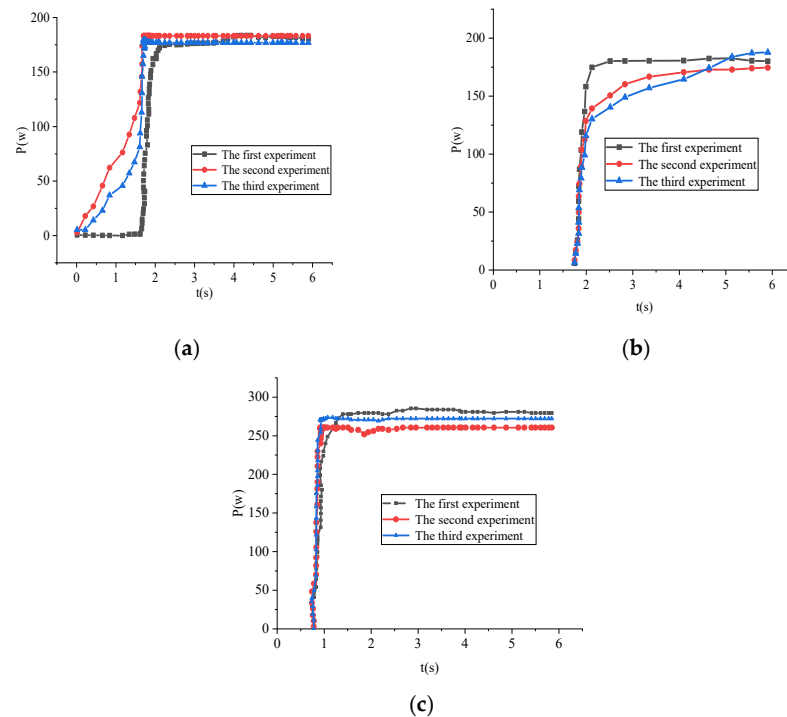 200
150
100
50
0
P(w)
The first experiment
The second experiment
The third experiment
0 1 2 3 4 5 6
t(s)
(a)
200
150
100
50
0
P(w)
The first experiment
The second experiment
The third experiment
0 1 2 3 4 5 6
t(s)
(b)
300
250
200
150
100
50
0
P(w)
The first experiment
The second experiment
The third experiment
0 1 2 3 4 5 6
t(s)
(c)